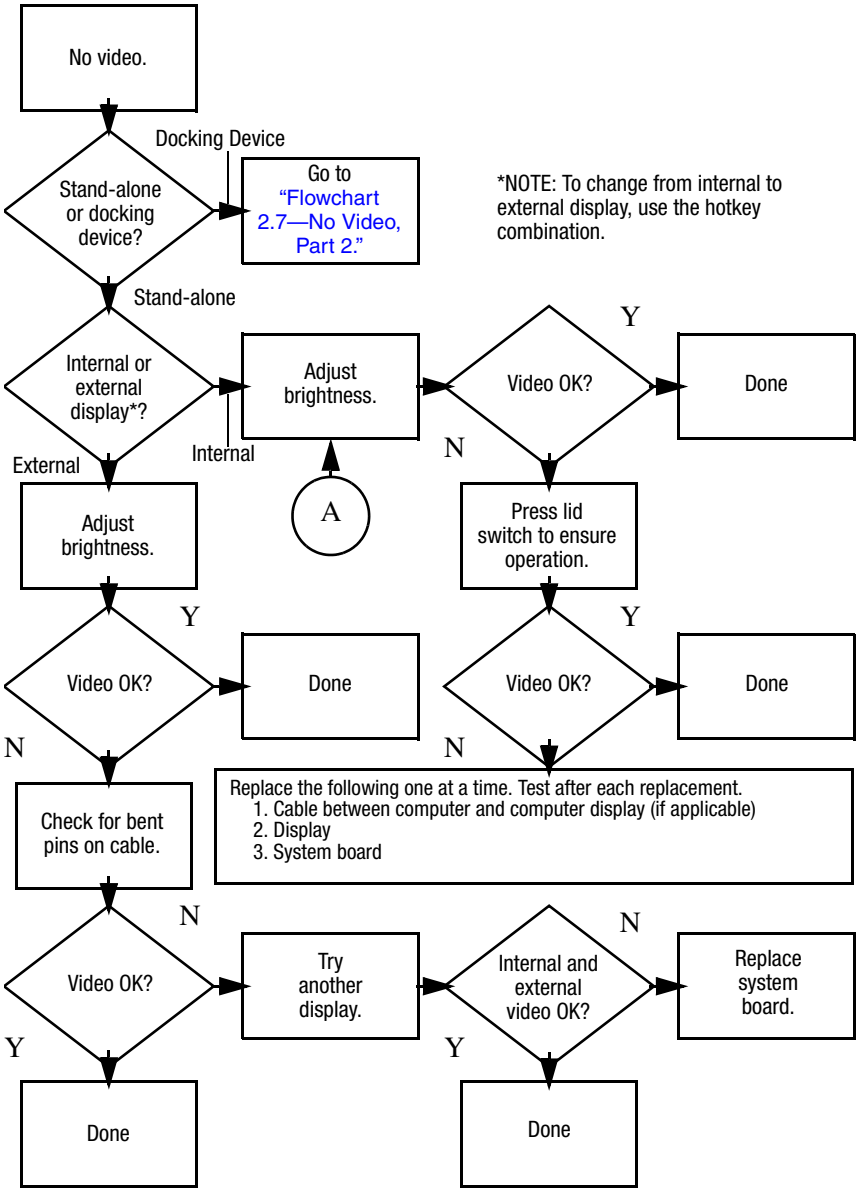 No video.
Docking Device
Stand-alone
or docking
device?
Go to
“Flowchart
2.7—No Video,
Part 2.”
*NOTE: To change from internal to
external display, use the hotkey
combination.
Stand-alone
Internal or
external
display*?
Internal
External
Adjust
brightness.
A
Video OK?
Y
Done
N
Press lid
switch to ensure
operation.
Adjust
brightness.
Video OK?
Y
Done
N
Video OK?
Y
Done
N
Replace the following one at a time. Test after each replacement.
1. Cable between computer and computer display (if applicable)
2. Display
3. System board
Check for bent
pins on cable.
Video OK?
N
Y
Try
another
display.
Internal and
external
video OK?
N
Y
Replace
system
board.
Done
Done